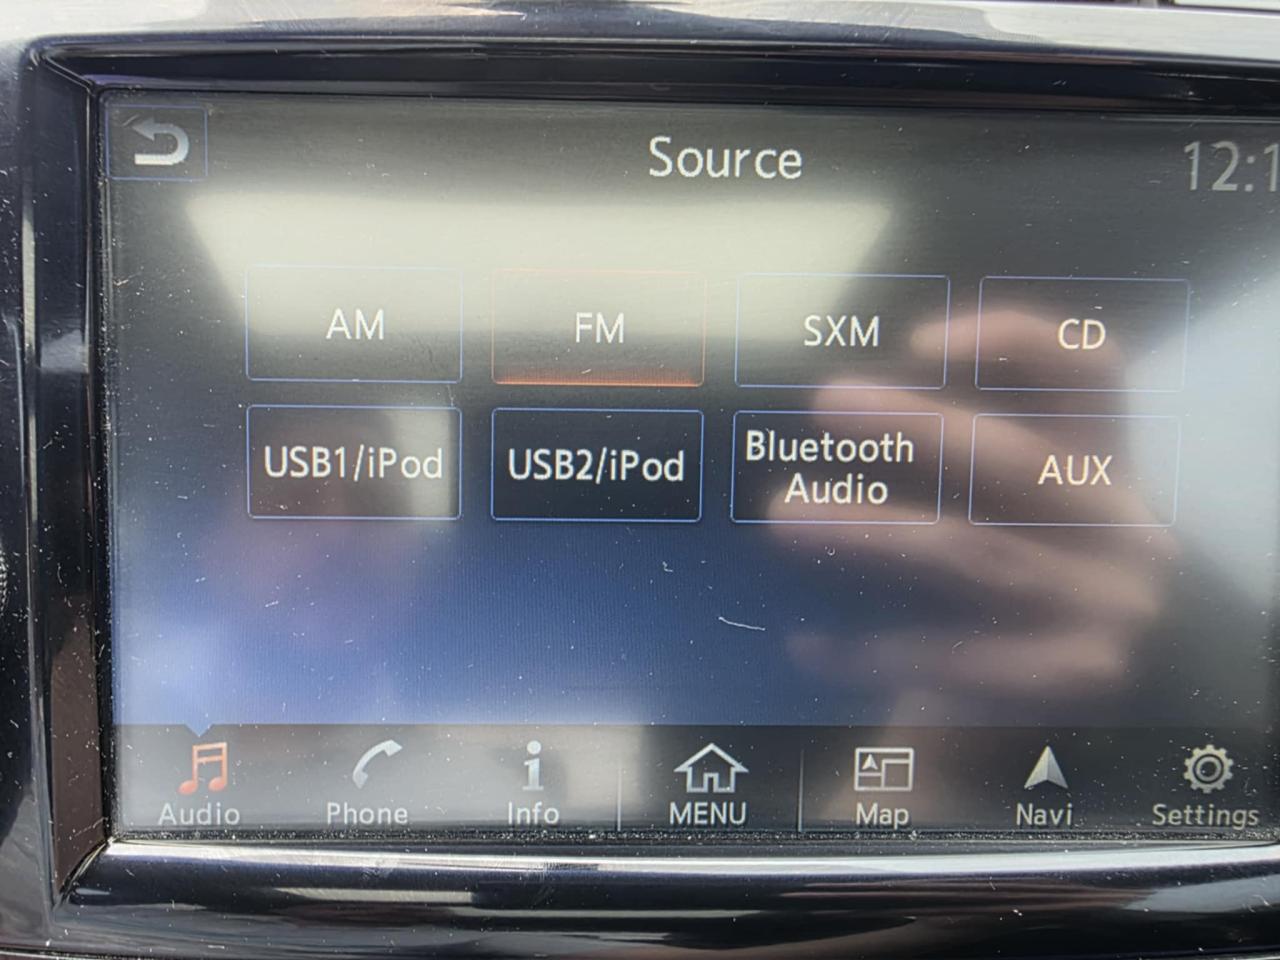 Source
12:1
AM
FM
SXM
CD
USB1/iPod
USB2/iPod
Bluetooth
Audio
AUX
Audio
Phone
Info
MENU
Map
Navi
Settings